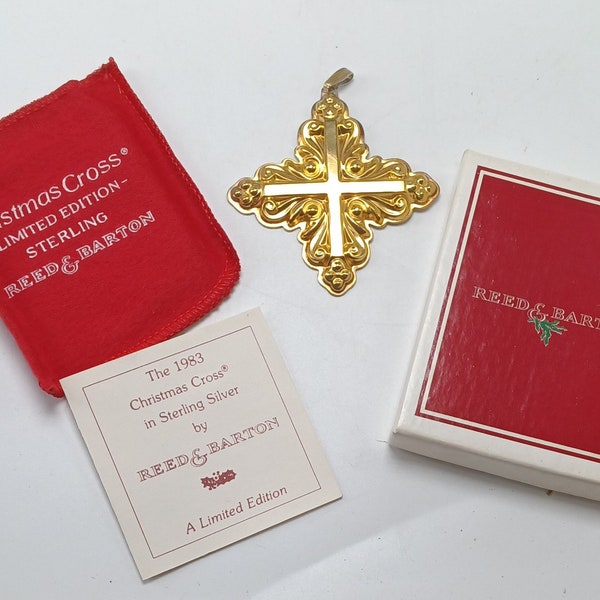 ristmas Cross®
LIMITED EDITION-
STERLING
REED & BARTON
The 1983
Christmas Cross®
in Sterling Silver
by
REED & BARTON
A Limited Edition
REED & BARTON